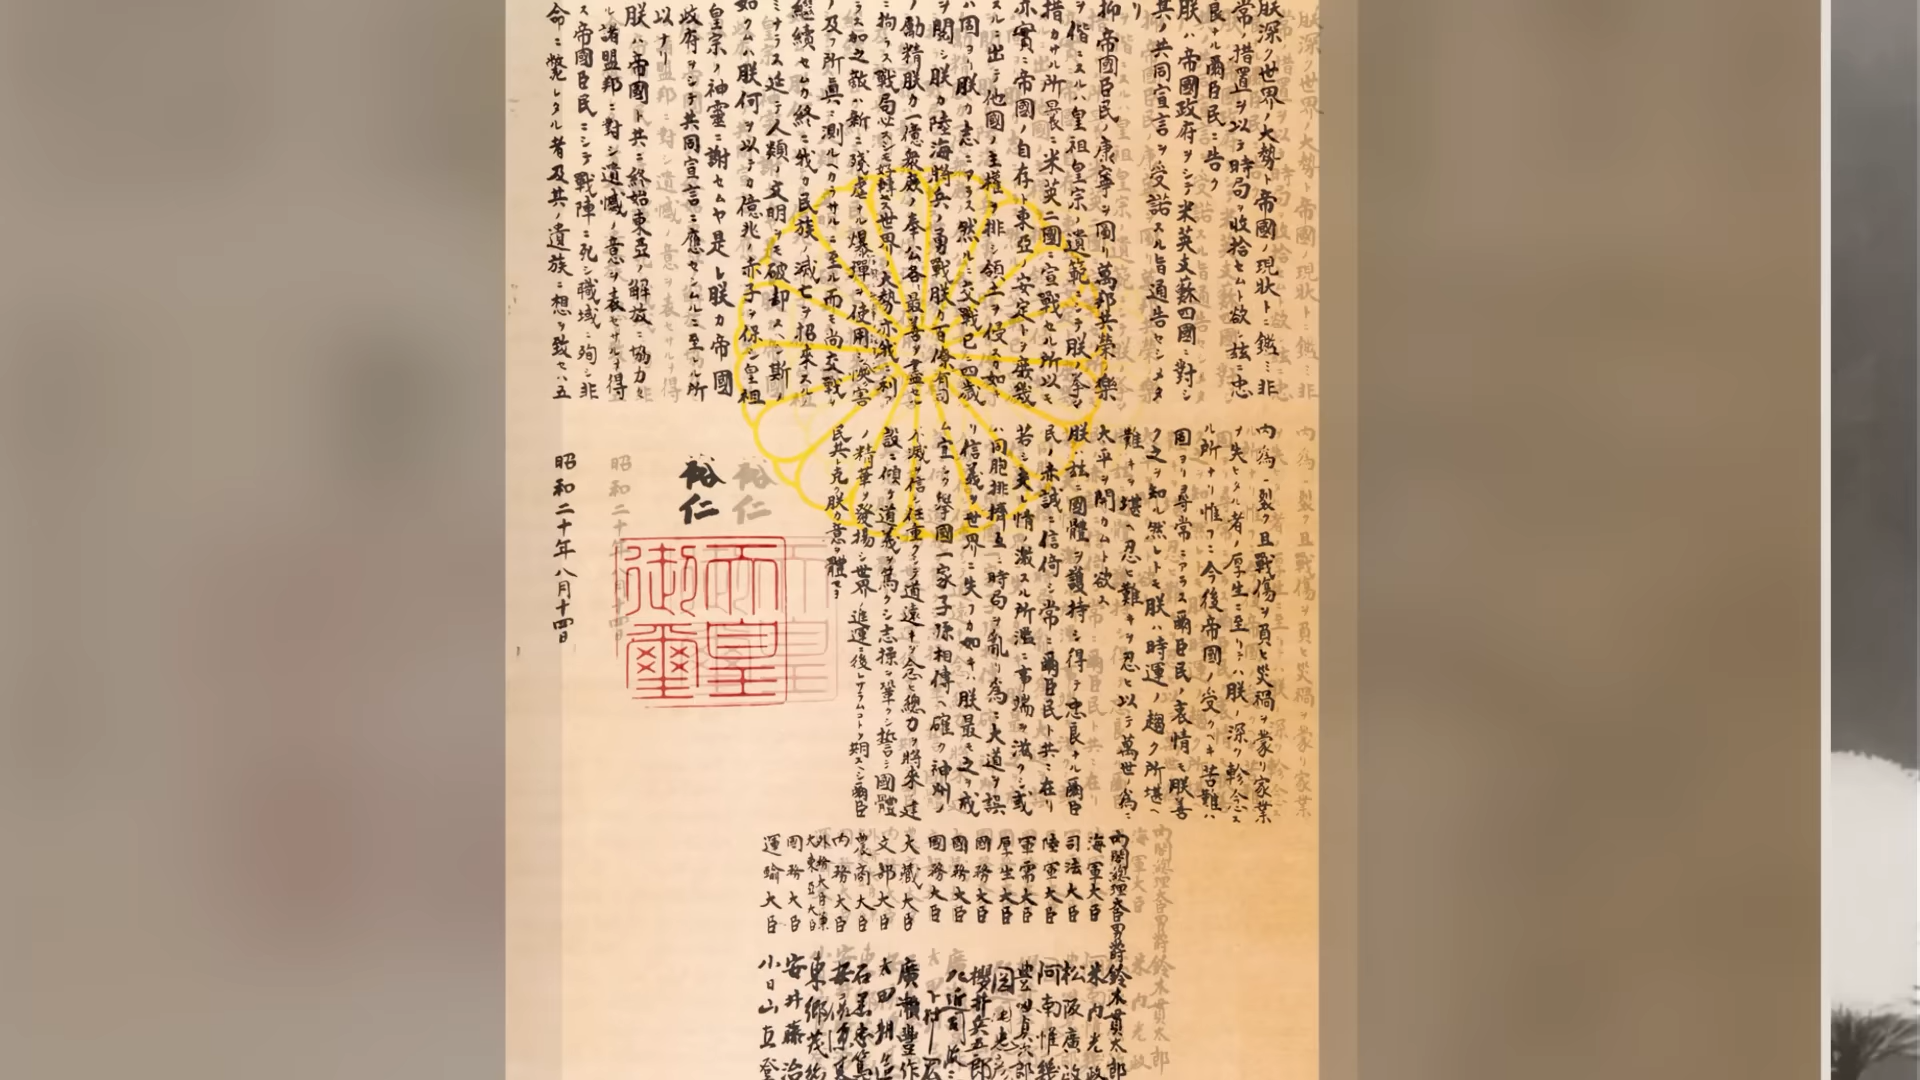 朕深ク世界ノ大勢ト帝國ノ現狀トニ鑑ミ非
常ノ措置ヲ以テ時局ヲ收拾セムト欲シ茲ニ忠
良ナル爾臣民ニ告ク
朕ハ帝國政府ヲシテ米英支蘇四國ニ對シ
其ノ共同宣言ヲ受諾スル旨通告セシメタ
リ
抑〻帝國臣民ノ康寧ヲ圖リ萬邦共榮ノ樂
ヲ偕ニスルハ皇祖皇宗ノ遺範ニシテ朕ノ拳々
措カサル所曩ニ米英二國ニ宣戰セル所以モ
亦實ニ帝國ノ自存ト東亞ノ安定トヲ庶幾
スルニ出テ他國ノ主權ヲ排シ領土ヲ侵スカ如キ
ハ固ヨリ朕カ志ニアラス然ルニ交戰已ニ四歲
ヲ閲シ朕カ陸海將兵ノ勇戰朕カ百僚有司
ノ勵精朕カ一億衆庶ノ奉公各〻最善ヲ盡セル
ニ拘ラス戰局必スシモ好轉セス世界ノ大勢亦我ニ利ア
ラス加之敵ハ新ニ殘虐ナル爆彈ヲ使用シ慘害
ノ及フ所眞ニ測ルヘカラサルニ至ル而モ尚交戰ヲ
繼續セムカ終ニ我カ民族ノ滅亡ヲ招來スル
ノミナラス延テ人類ノ文明ヲモ破却スヘシ斯ノ
如クムハ朕何ヲ以テカ億兆ノ赤子ヲ保シ皇祖
皇宗ノ神靈ニ謝セムヤ是レ朕カ帝國
政府ヲシテ共同宣言ニ應セシムルニ至レル所
以ナリ
朕ハ帝國ト共ニ終始東亞ノ解放ニ協力セ
ル諸盟邦ニ對シ遺憾ノ意ヲ表セサルヲ得
ス帝國臣民ニシテ戰陣ニ死シ職域ニ殉シ非
命ニ斃レタル者及其ノ遺族ニ想ヲ致セハ五
內爲ニ裂ク且戰傷ヲ負ヒ災禍ヲ蒙リ家業
ヲ失ヒタル者ノ厚生ニ至リテハ朕ノ深ク軫念ス
ル所ナリ惟フニ今後帝國ノ受クヘキ苦難ハ
固ヨリ尋常ニアラス爾臣民ノ衷情モ朕善
ク之ヲ知ル然レトモ朕ハ時運ノ趨ク所堪ヘ
難キヲ堪ヘ忍ヒ難キヲ忍ヒ以テ萬世ノ爲ニ
太平ヲ開カムト欲ス
朕ハ茲ニ國體ヲ護持シ得テ忠良ナル爾臣
民ノ赤誠ニ信倚シ常ニ爾臣民ト共ニ在リ
若シ夫レ情ノ激スル所濫ニ事端ヲ滋クシ或
ハ同胞排擠互ニ時局ヲ亂リ爲ニ大道ヲ誤
リ信義ヲ世界ニ失フカ如キハ朕最モ之ヲ戒
ム宜シク擧國一家子孫相傳ヘ確ク神州ノ
不滅ヲ信シ任重クシテ道遠キヲ念ヒ總力ヲ將來ノ建
設ニ傾ケ道義ヲ篤クシ志操ヲ鞏クシ誓テ國體
ノ精華ヲ發揚シ世界ノ進運ニ後レサラムコトヲ期スヘシ爾臣
民其レ克ク朕カ意ヲ體セヨ
裕仁
天皇
御璽
昭和二十年八月十四日
內閣總理大臣男爵鈴木貫太郎
海軍大臣 米內光政
司法大臣 松阪廣政
陸軍大臣 阿南惟幾
軍需大臣 豐田貞次郎
厚生大臣 岡田忠彦
國務大臣 櫻井兵五郎
國務大臣 左近司政三
國務大臣 下村宏
大藏大臣 廣瀨豐作
文部大臣 太田耕造
農商大臣 石黑忠篤
內務大臣 安倍源基
外務大臣兼大東亞大臣 東鄕茂德
國務大臣 安井藤治
運輸大臣 小日山直登